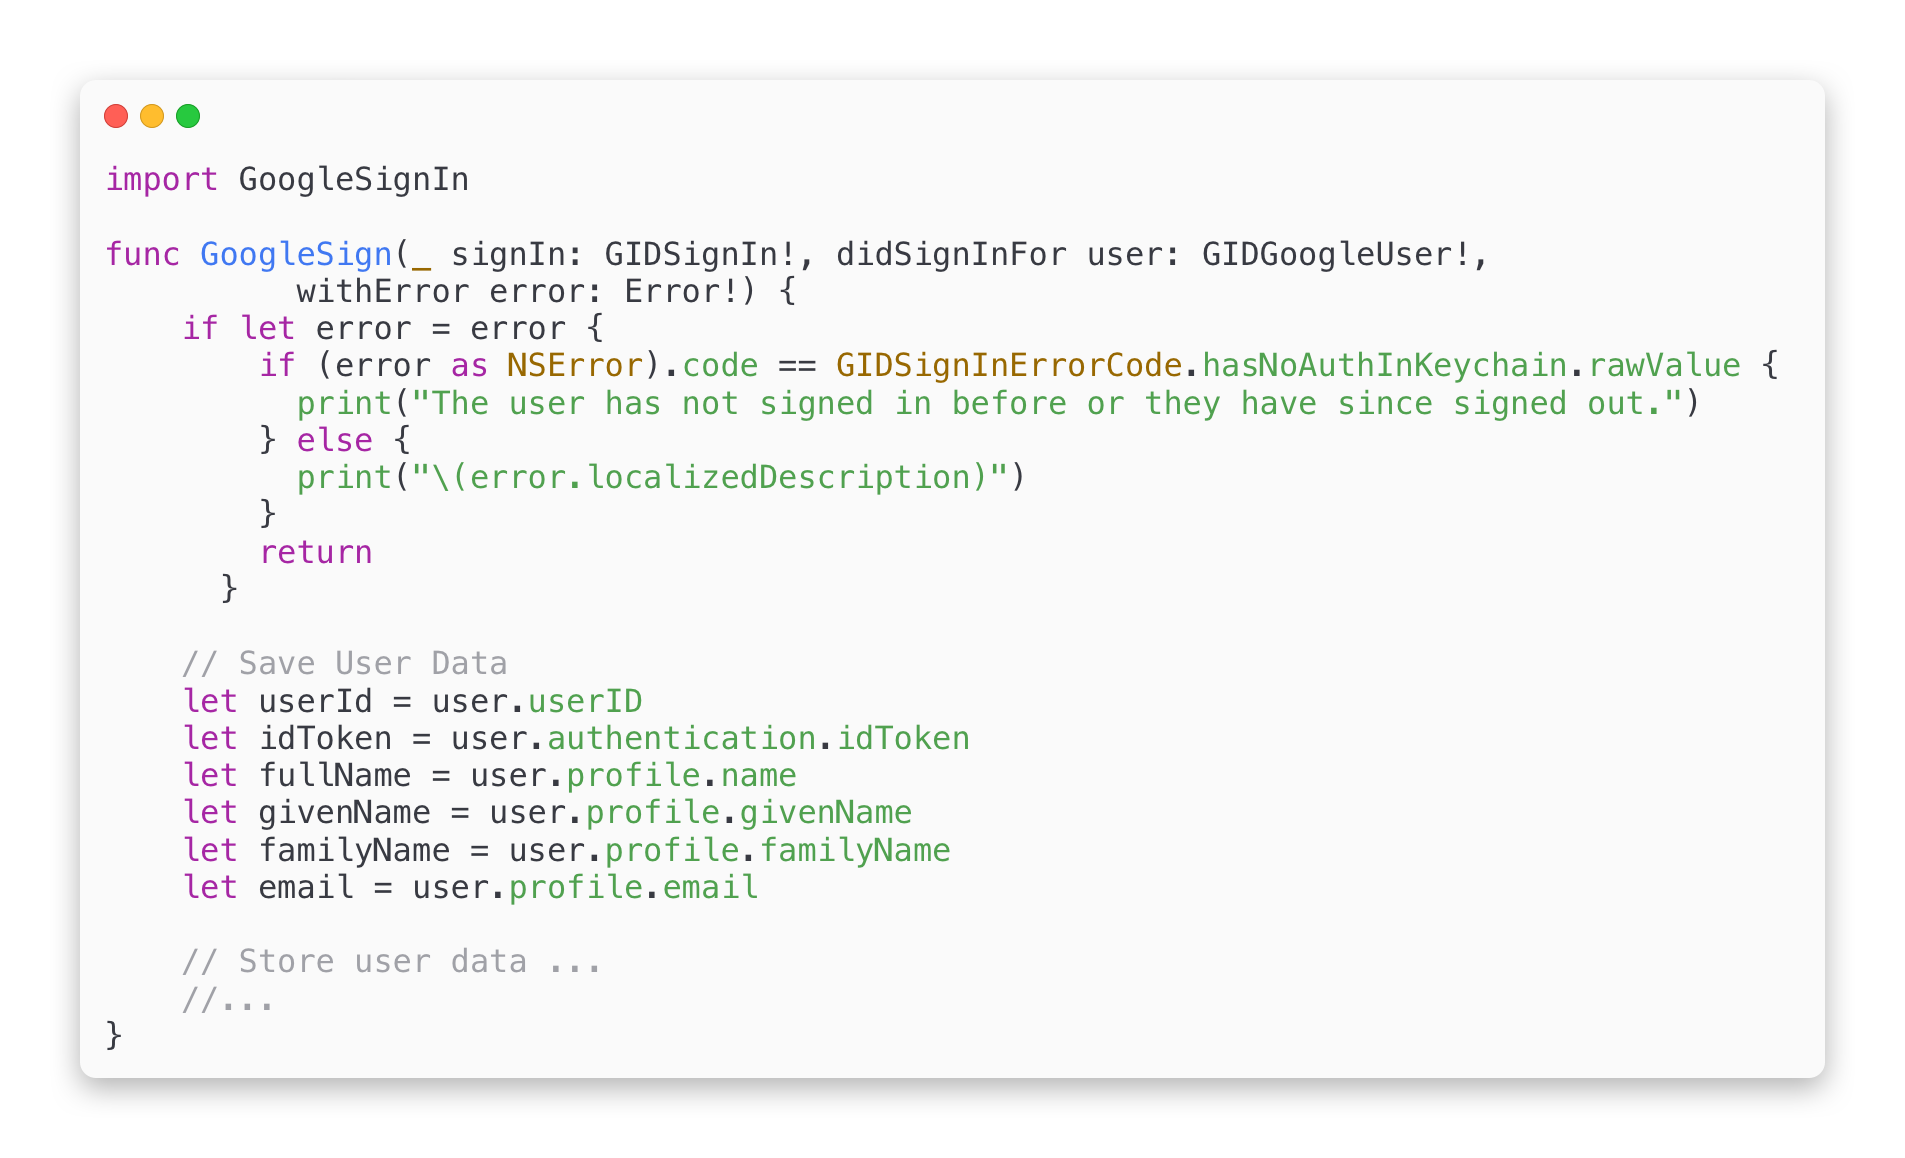 import GoogleSignIn

func GoogleSign(_ signIn: GIDSignIn!, didSignInFor user: GIDGoogleUser!,
          withError error: Error!) {
    if let error = error {
        if (error as NSError).code == GIDSignInErrorCode.hasNoAuthInKeychain.rawValue {
          print("The user has not signed in before or they have since signed out.")
        } else {
          print("\(error.localizedDescription)")
        }
        return
      }

    // Save User Data
    let userId = user.userID
    let idToken = user.authentication.idToken
    let fullName = user.profile.name
    let givenName = user.profile.givenName
    let familyName = user.profile.familyName
    let email = user.profile.email

    // Store user data ...
    //...
}